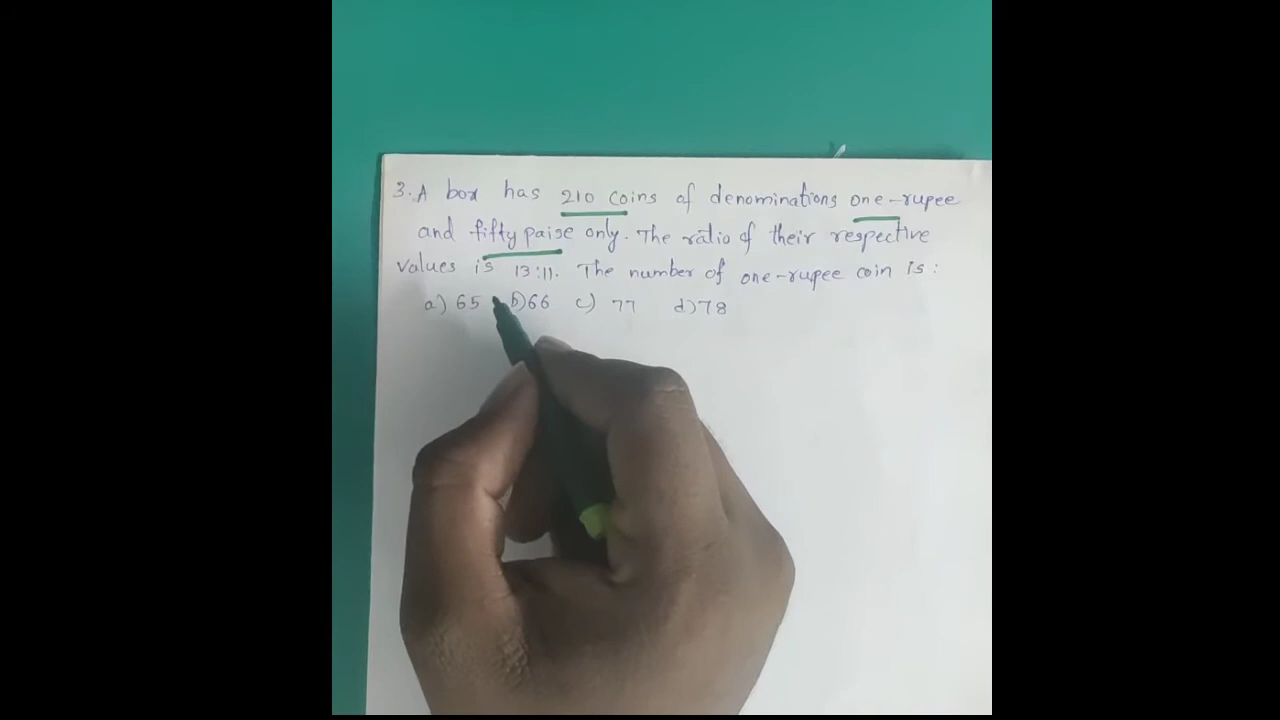 3. A box has 210 coins of denominations one-rupee
and fifty paise only. The ratio of their respective
values is 13:11. The number of one-rupee coin is:
a) 65 b) 66 c) 77 d) 78